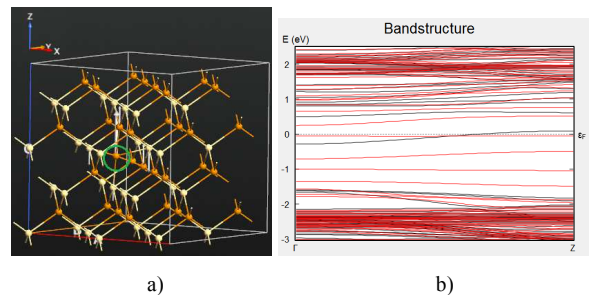 Z
Y
X
Bandstructure
E (eV)
2
1
0
εF
-1
-2
-3
Γ
Z
a)
b)